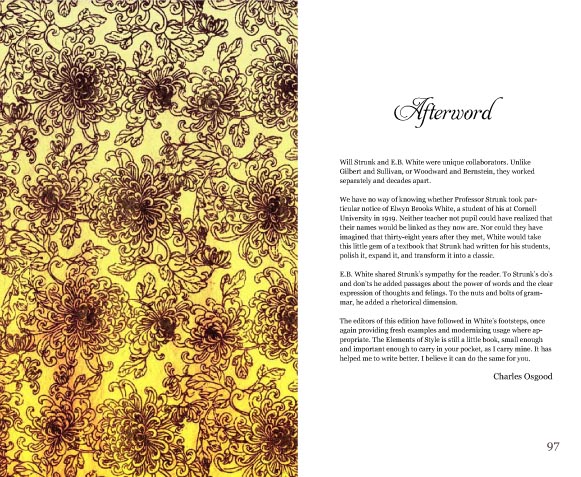 Afterword
Will Strunk and E.B. White were unique collaborators. Unlike
Gilbert and Sullivan, or Woodward and Bernstein, they worked
separately and decades apart.
We have no way of knowing whether Professor Strunk took par-
ticular notice of Elwyn Brooks White, a student of his at Cornell
University in 1919. Neither teacher not pupil could have realized that
their names would be linked as they now are. Nor could they have
imagined that thirty-eight years after they met, White would take
this little gem of a textbook that Strunk had written for his students,
polish it, expand it, and transform it into a classic.
E.B. White shared Strunk's sympathy for the reader. To Strunk's do's
and don'ts he added passages about the power of words and the clear
expression of thoughts and felings. To the nuts and bolts of gram-
mar, he added a rhetorical dimension.
The editors of this edition have followed in White's footsteps, once
again providing fresh examples and modernizing usage where ap-
propriate. The Elements of Style is still a little book, small enough
and important enough to carry in your pocket, as I carry mine. It has
helped me to write better. I believe it can do the same for you.
Charles Osgood
97